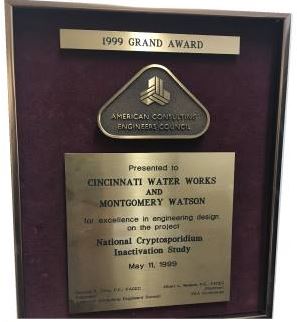 1999 GRAND AWARD
AMERICAN CONSULTING
ENGINEERS COUNCIL
Presented to
CINCINNATI WATER WORKS
AND
MONTGOMERY WATSON
for excellence in engineering design
on the project
National Cryptosporidium
Inactivation Study
May 11, 1999